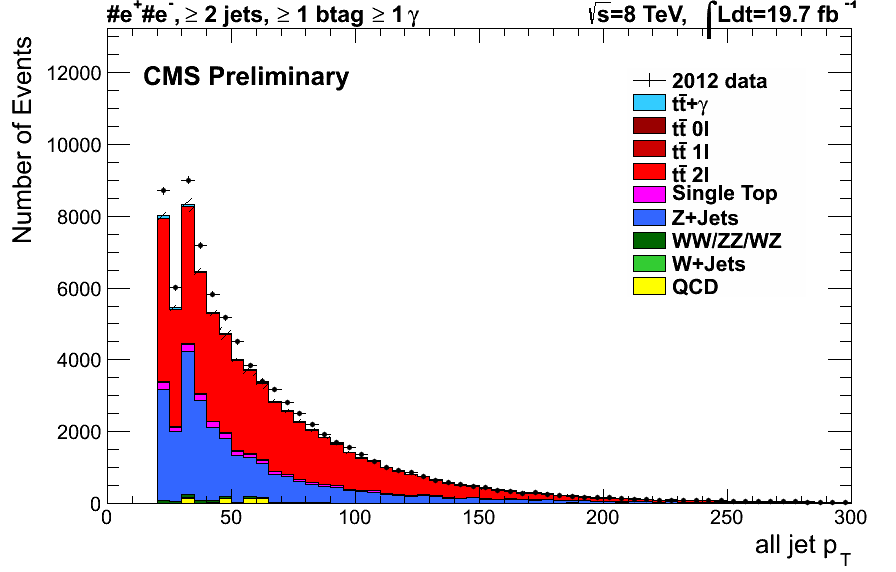 #e⁺#e⁻, ≥ 2 jets, ≥ 1 btag ≥ 1 γ
√s=8 TeV, ∫Ldt=19.7 fb⁻¹
CMS Preliminary
Number of Events
12000
10000
8000
6000
4000
2000
0
2012 data
tt̄+γ
tt̄ 0l
tt̄ 1l
tt̄ 2l
Single Top
Z+Jets
WW/ZZ/WZ
W+Jets
QCD
0 50 100 150 200 250 300
all jet p_T